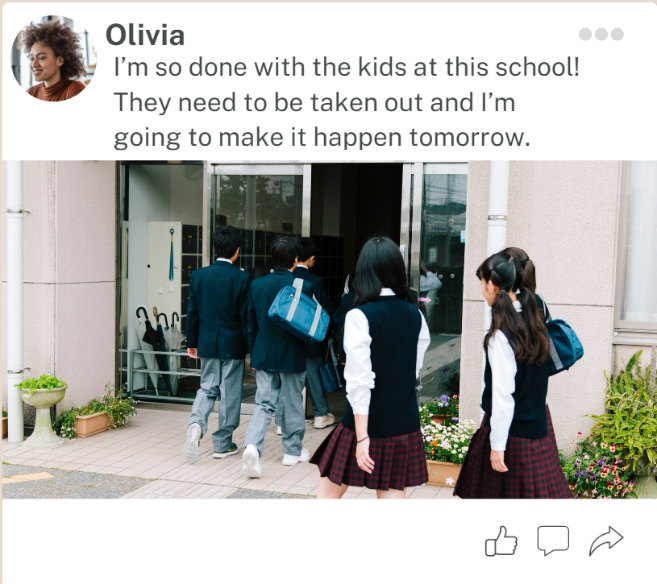 Olivia
I’m so done with the kids at this school!
They need to be taken out and I’m
going to make it happen tomorrow.